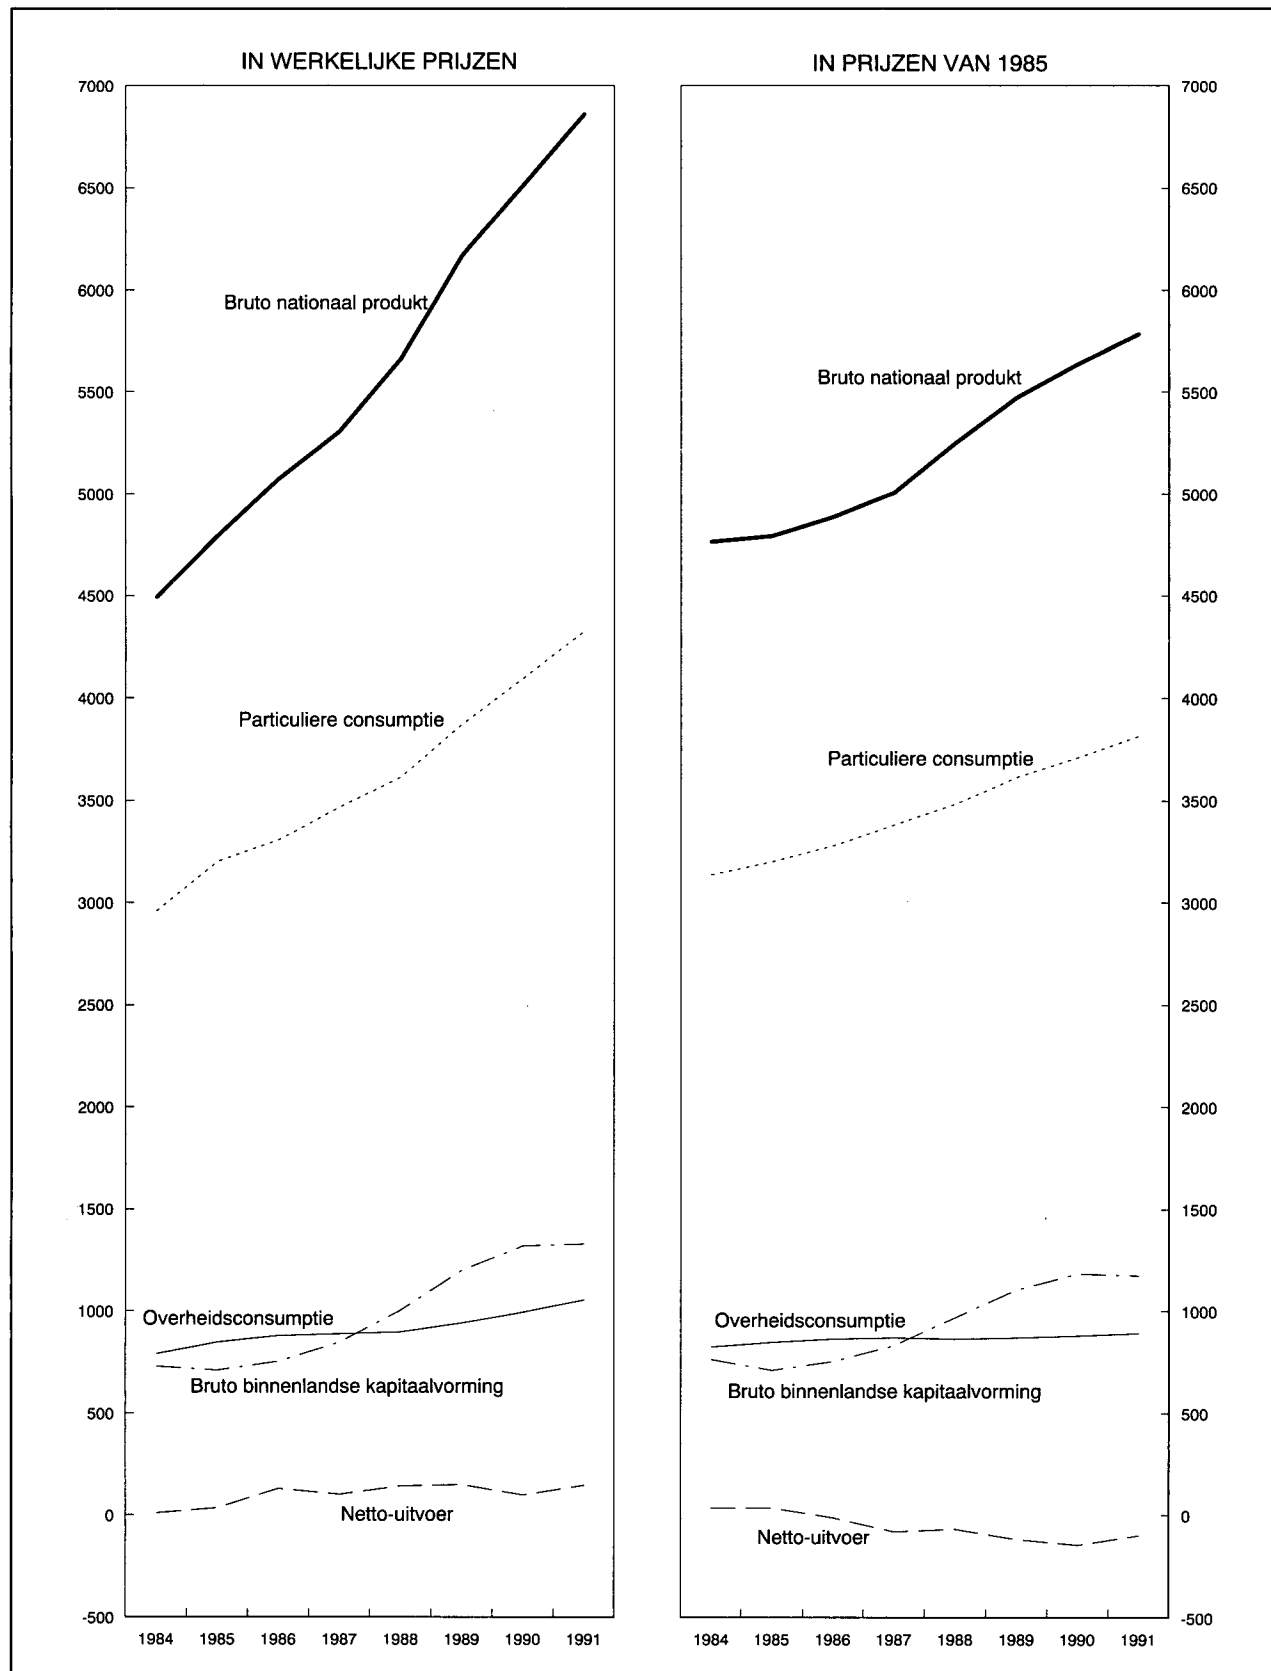 IN WERKELIJKE PRIJZEN
7000
6500
6000
5500
5000
4500
4000
3500
3000
2500
2000
1500
1000
500
0
-500
Bruto nationaal produkt
Particuliere consumptie
Overheidsconsumptie
Bruto binnenlandse kapitaalvorming
Netto-uitvoer
1984 1985 1986 1987 1988 1989 1990 1991
IN PRIJZEN VAN 1985
Bruto nationaal produkt
Particuliere consumptie
Overheidsconsumptie
Bruto binnenlandse kapitaalvorming
Netto-uitvoer
7000
6500
6000
5500
5000
4500
4000
3500
3000
2500
2000
1500
1000
500
0
-500
1984 1985 1986 1987 1988 1989 1990 1991